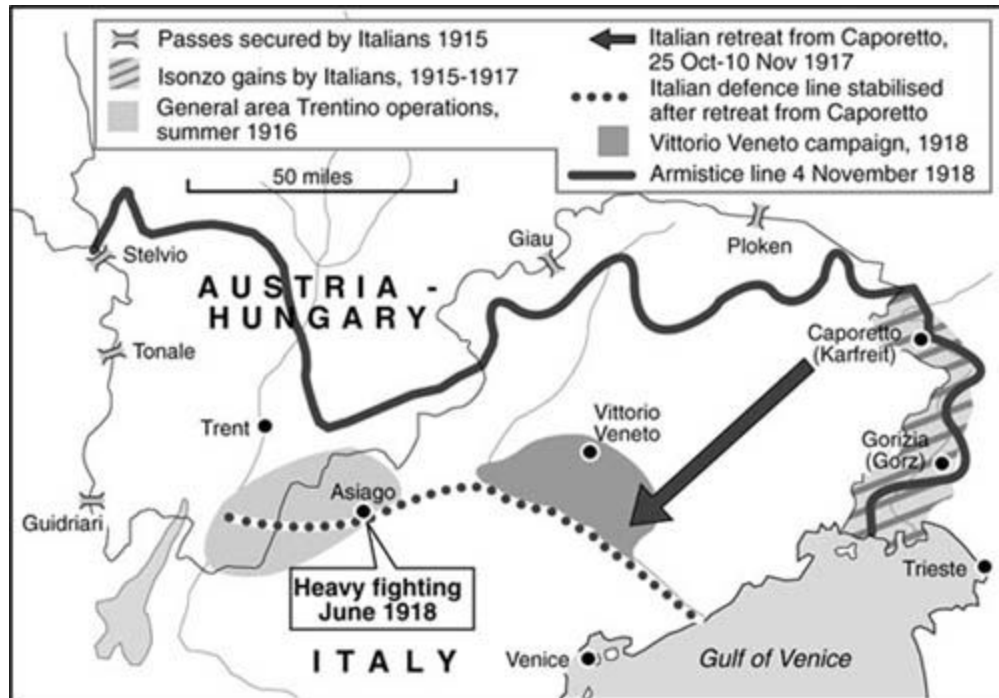 Passes secured by Italians 1915
Isonzo gains by Italians, 1915-1917
General area Trentino operations,
summer 1916
Italian retreat from Caporetto,
25 Oct-10 Nov 1917
Italian defence line stabilised
after retreat from Caporetto
Vittorio Veneto campaign, 1918
Armistice line 4 November 1918
50 miles
Stelvio
Giau
Ploken
AUSTRIA -
HUNGARY
Tonale
Caporetto
(Karfreit)
Trent
Vittorio
Veneto
Gorizia
(Gorz)
Asiago
Guidriari
Heavy fighting
June 1918
Trieste
ITALY
Venice
Gulf of Venice